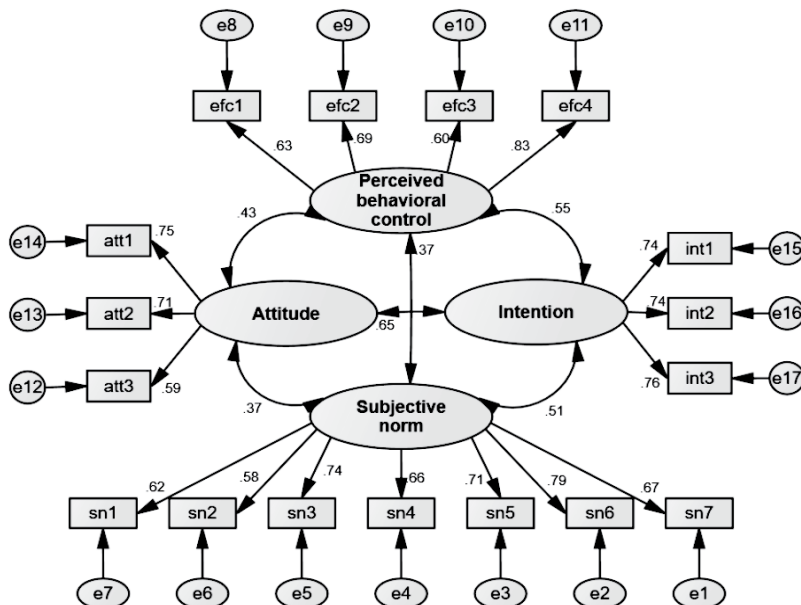 e8 e9 e10 e11
efc1 efc2 efc3 efc4
.63 .69 .60 .83
Perceived
behavioral
control
.43 .37 .55
e14 att1 .75
.74 int1 e15
e13 att2 .71
Attitude
.65
Intention
.74 int2 e16
e12 att3 .59
.76 int3 e17
.37 .51
Subjective
norm
.62 .58 .74 .66 .71 .79 .67
sn1 sn2 sn3 sn4 sn5 sn6 sn7
e7 e6 e5 e4 e3 e2 e1